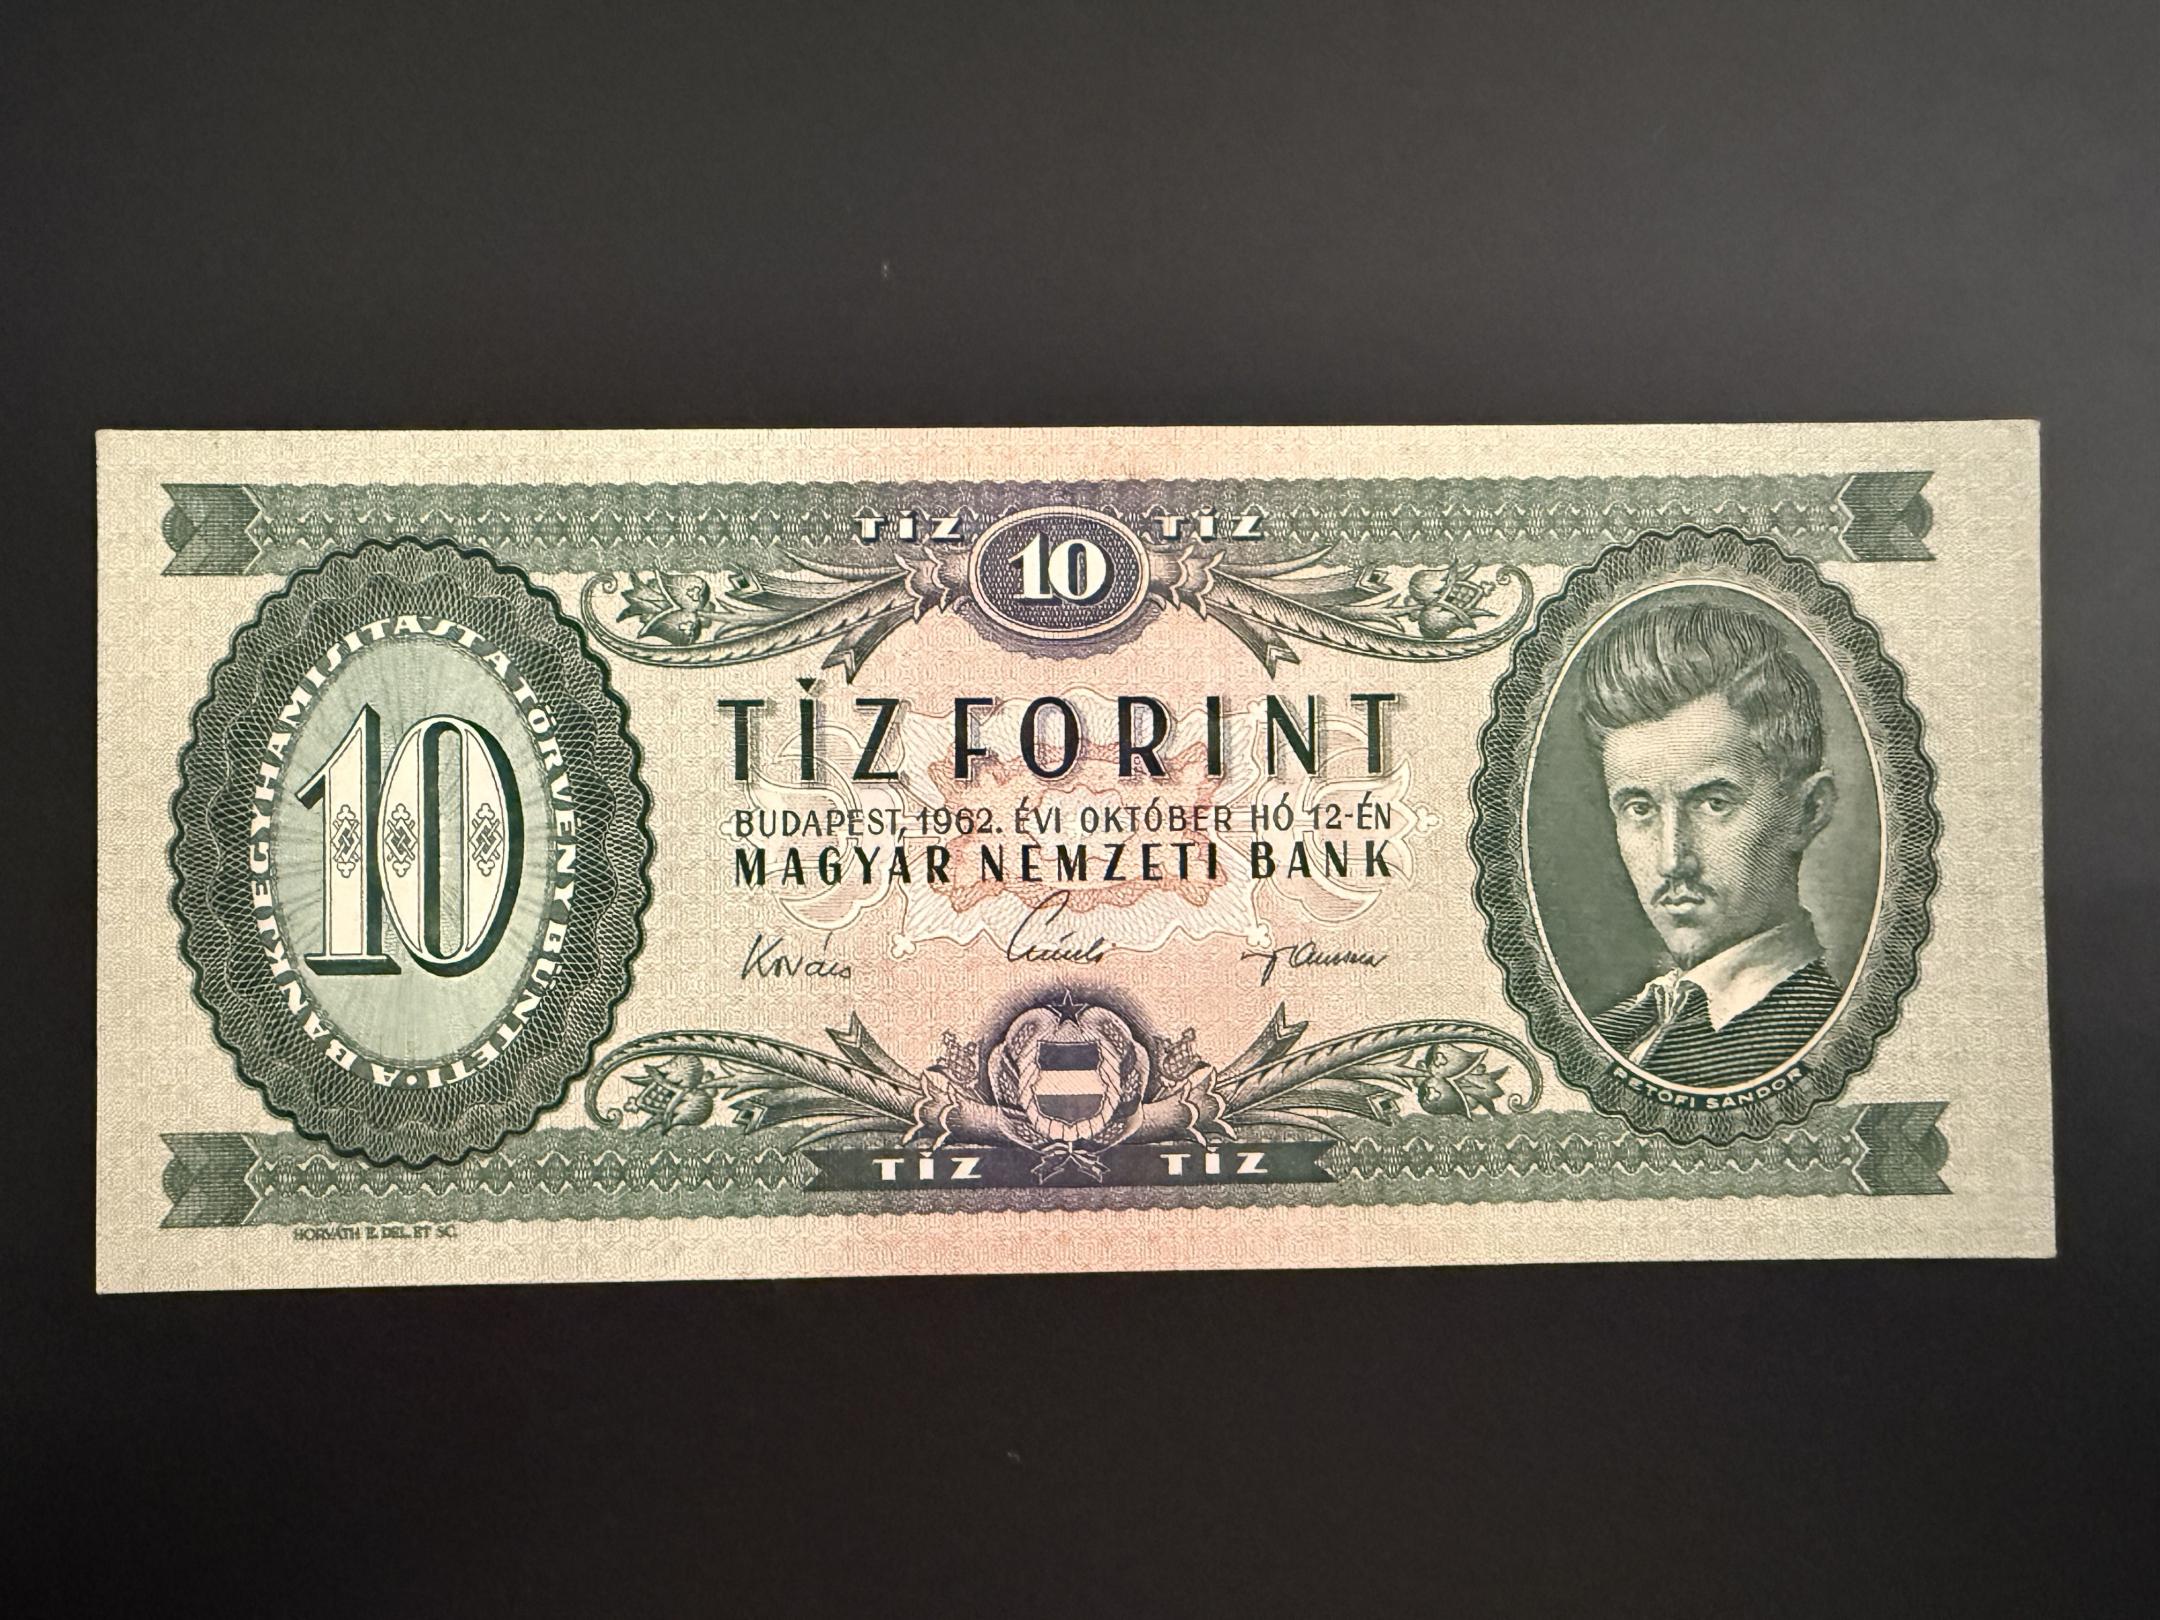 TÍZ 10 TÍZ
A BANKJEGYHAMISÍTÁST A TÖRVÉNY BÜNTETI·
10
TÍZ FORINT
BUDAPEST, 1962. ÉVI OKTÓBER HÓ 12-ÉN
MAGYAR NEMZETI BANK
Kovács
PETŐFI SÁNDOR
TÍZ TÍZ
HORVÁTH E. DEL. ET SC.